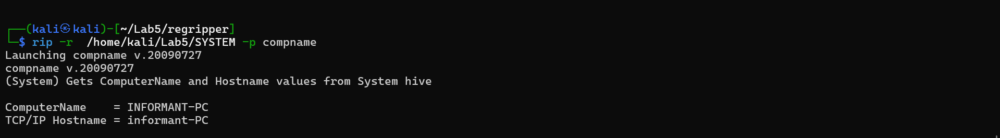 ┌──(kali㉿kali)-[~/Lab5/regripper]
└─$ rip -r  /home/kali/Lab5/SYSTEM -p compname
Launching compname v.20090727
compname v.20090727
(System) Gets ComputerName and Hostname values from System hive
ComputerName    = INFORMANT-PC
TCP/IP Hostname = informant-PC